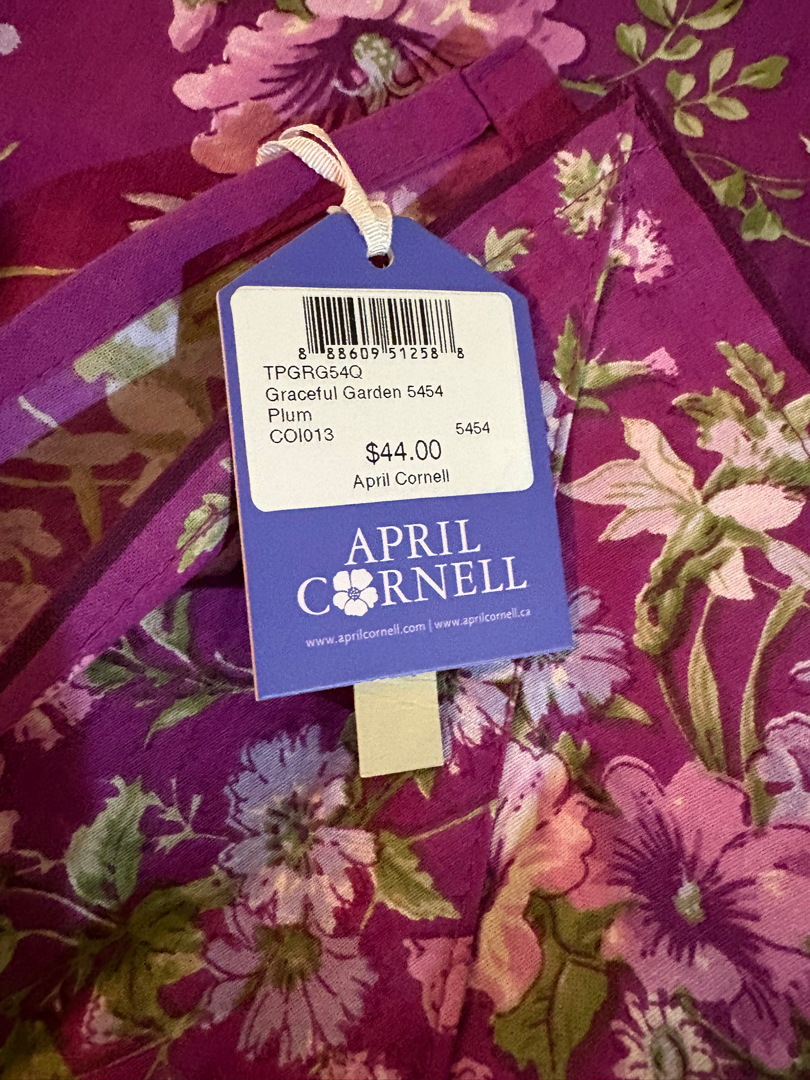 8 88609 51258 8
TPGRG54Q
Graceful Garden 5454
Plum
COI013 5454
$44.00
April Cornell
APRIL
CORNELL
www.aprilcornell.com | www.aprilcornell.ca